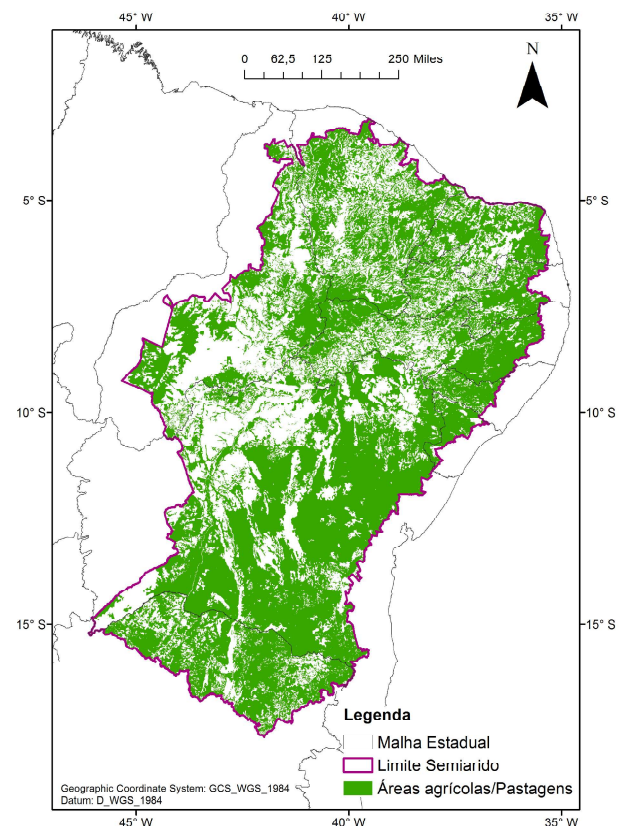 45° W 40° W 35° W
N
0 62,5 125 250 Miles
5° S 5° S
10° S 10° S
15° S 15° S
Legenda
Malha Estadual
Limite Semiarido
Áreas agrícolas/Pastagens
Geographic Coordinate System: GCS_WGS_1984
Datum: D_WGS_1984
45° W 40° W 35° W